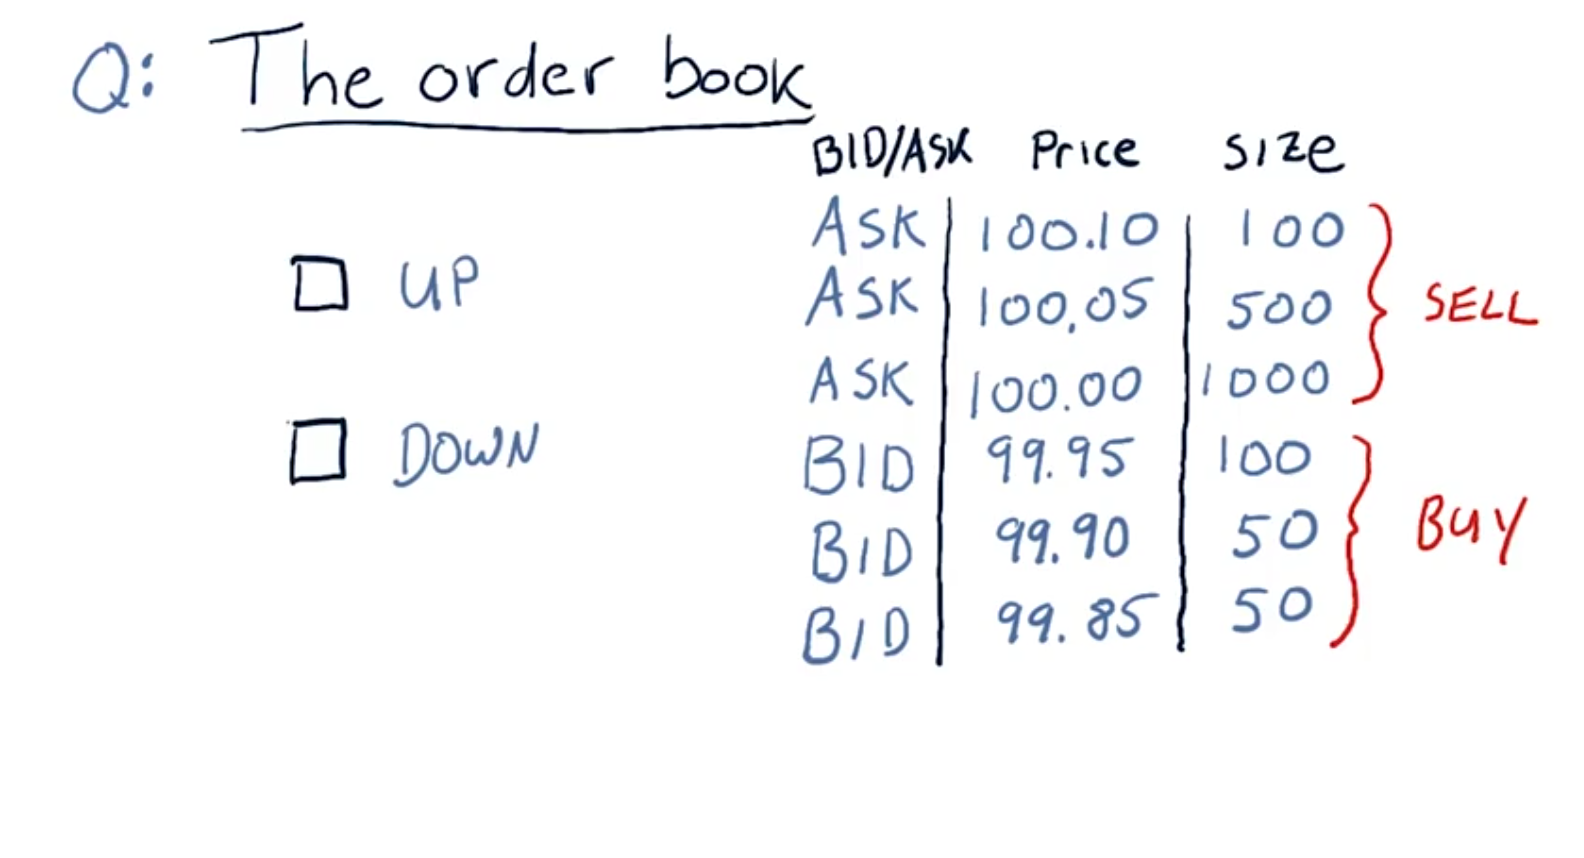 Q: The order book
BID/ASK Price SIZE
ASK 100.10 100
UP
ASK 100,05 500
SELL
ASK 100.00 1000
DOWN
BID 99.95 100
BID 99.90 50
BUY
BID 99.85 50